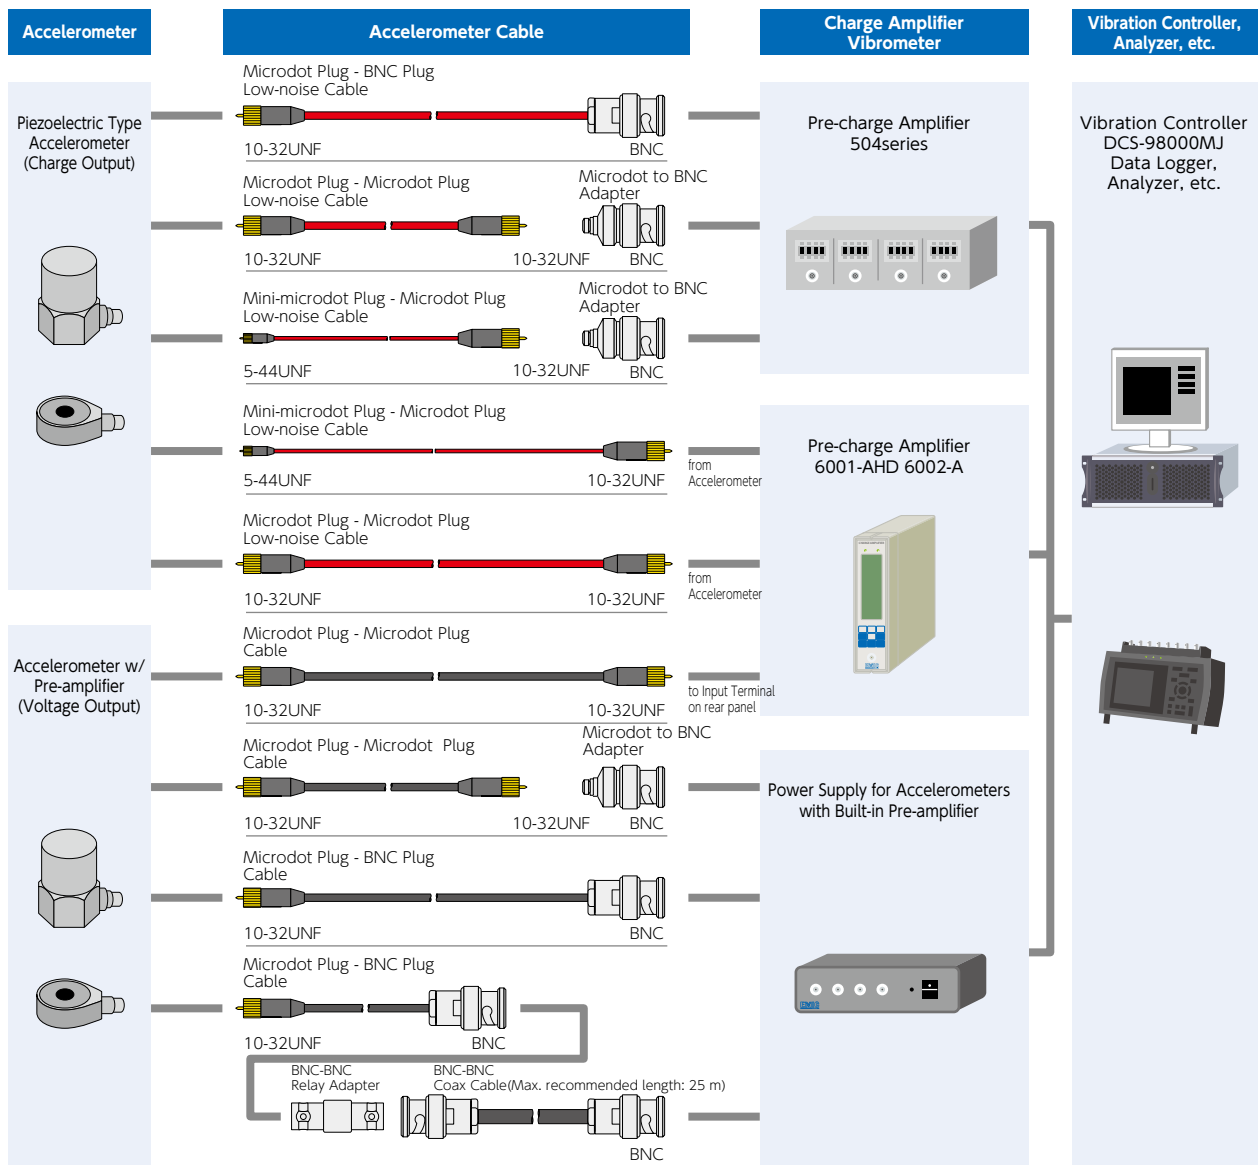 Accelerometer
Accelerometer Cable
Charge Amplifier
Vibrometer
Vibration Controller,
Analyzer, etc.
Piezoelectric Type
Accelerometer
(Charge Output)
Microdot Plug - BNC Plug
Low-noise Cable
10-32UNF
BNC
Microdot Plug - Microdot Plug
Low-noise Cable
Microdot to BNC
Adapter
10-32UNF
10-32UNF
BNC
Mini-microdot Plug - Microdot Plug
Low-noise Cable
Microdot to BNC
Adapter
5-44UNF
10-32UNF
BNC
Mini-microdot Plug - Microdot Plug
Low-noise Cable
5-44UNF
10-32UNF
from
Accelerometer
Microdot Plug - Microdot Plug
Low-noise Cable
10-32UNF
10-32UNF
from
Accelerometer
Accelerometer w/
Pre-amplifier
(Voltage Output)
Microdot Plug - Microdot Plug
Cable
10-32UNF
10-32UNF
to Input Terminal
on rear panel
Microdot Plug - Microdot  Plug
Cable
Microdot to BNC
Adapter
10-32UNF
10-32UNF
BNC
Microdot Plug - BNC Plug
Cable
10-32UNF
BNC
Microdot Plug - BNC Plug
Cable
10-32UNF
BNC
BNC-BNC
Relay Adapter
BNC-BNC
Coax Cable(Max. recommended length: 25 m)
BNC
Pre-charge Amplifier
504series
Pre-charge Amplifier
6001-AHD 6002-A
Power Supply for Accelerometers
with Built-in Pre-amplifier
Vibration Controller
DCS-98000MJ
Data Logger,
Analyzer, etc.